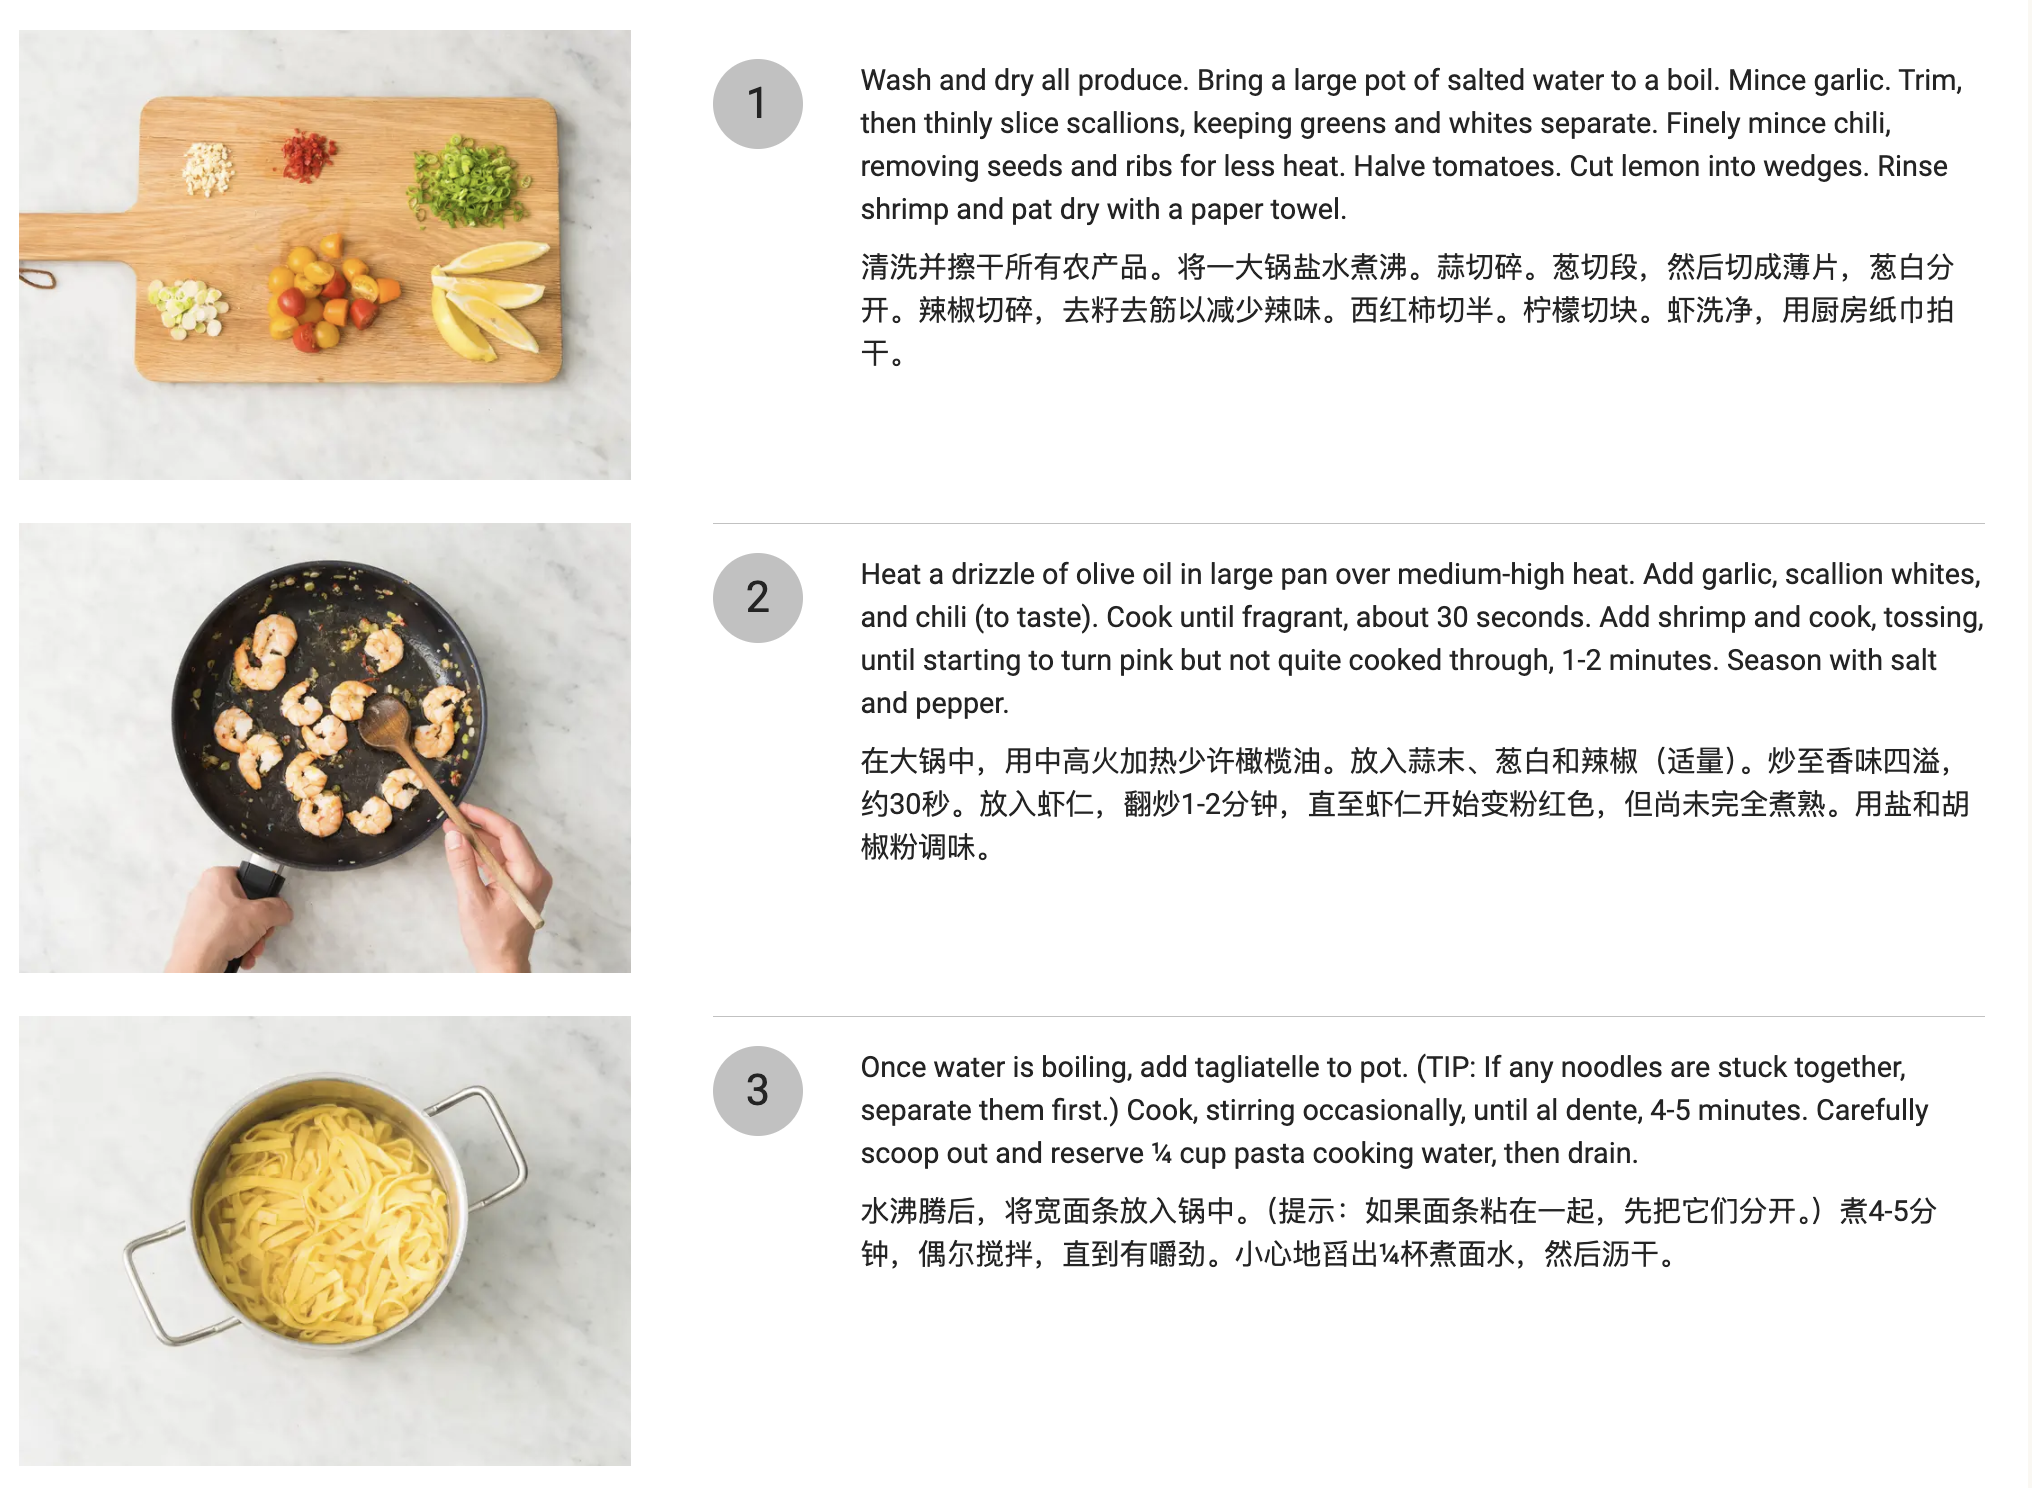 1
Wash and dry all produce. Bring a large pot of salted water to a boil. Mince garlic. Trim,
then thinly slice scallions, keeping greens and whites separate. Finely mince chili,
removing seeds and ribs for less heat. Halve tomatoes. Cut lemon into wedges. Rinse
shrimp and pat dry with a paper towel.
清洗并擦干所有农产品。将一大锅盐水煮沸。蒜切碎。葱切段，然后切成薄片，葱白分
开。辣椒切碎，去籽去筋以减少辣味。西红柿切半。柠檬切块。虾洗净，用厨房纸巾拍
干。
2
Heat a drizzle of olive oil in large pan over medium-high heat. Add garlic, scallion whites,
and chili (to taste). Cook until fragrant, about 30 seconds. Add shrimp and cook, tossing,
until starting to turn pink but not quite cooked through, 1-2 minutes. Season with salt
and pepper.
在大锅中，用中高火加热少许橄榄油。放入蒜末、葱白和辣椒（适量）。炒至香味四溢，
约30秒。放入虾仁，翻炒1-2分钟，直至虾仁开始变粉红色，但尚未完全煮熟。用盐和胡
椒粉调味。
3
Once water is boiling, add tagliatelle to pot. (TIP: If any noodles are stuck together,
separate them first.) Cook, stirring occasionally, until al dente, 4-5 minutes. Carefully
scoop out and reserve ¼ cup pasta cooking water, then drain.
水沸腾后，将宽面条放入锅中。（提示：如果面条粘在一起，先把它们分开。）煮4-5分
钟，偶尔搅拌，直到有嚼劲。小心地舀出¼杯煮面水，然后沥干。